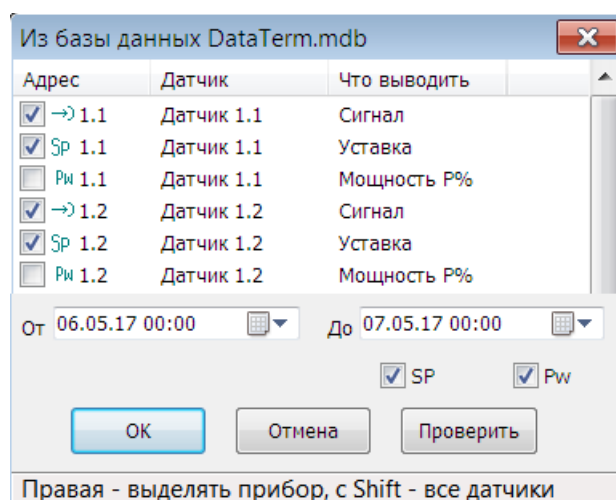 Из базы данных DataTerm.mdb
Адрес Датчик Что выводить
1.1 Датчик 1.1 Сигнал
SP 1.1 Датчик 1.1 Уставка
Pw 1.1 Датчик 1.1 Мощность P%
1.2 Датчик 1.2 Сигнал
SP 1.2 Датчик 1.2 Уставка
Pw 1.2 Датчик 1.2 Мощность P%
От 06.05.17 00:00 До 07.05.17 00:00
SP Pw
OK Отмена Проверить
Правая - выделять прибор, с Shift - все датчики